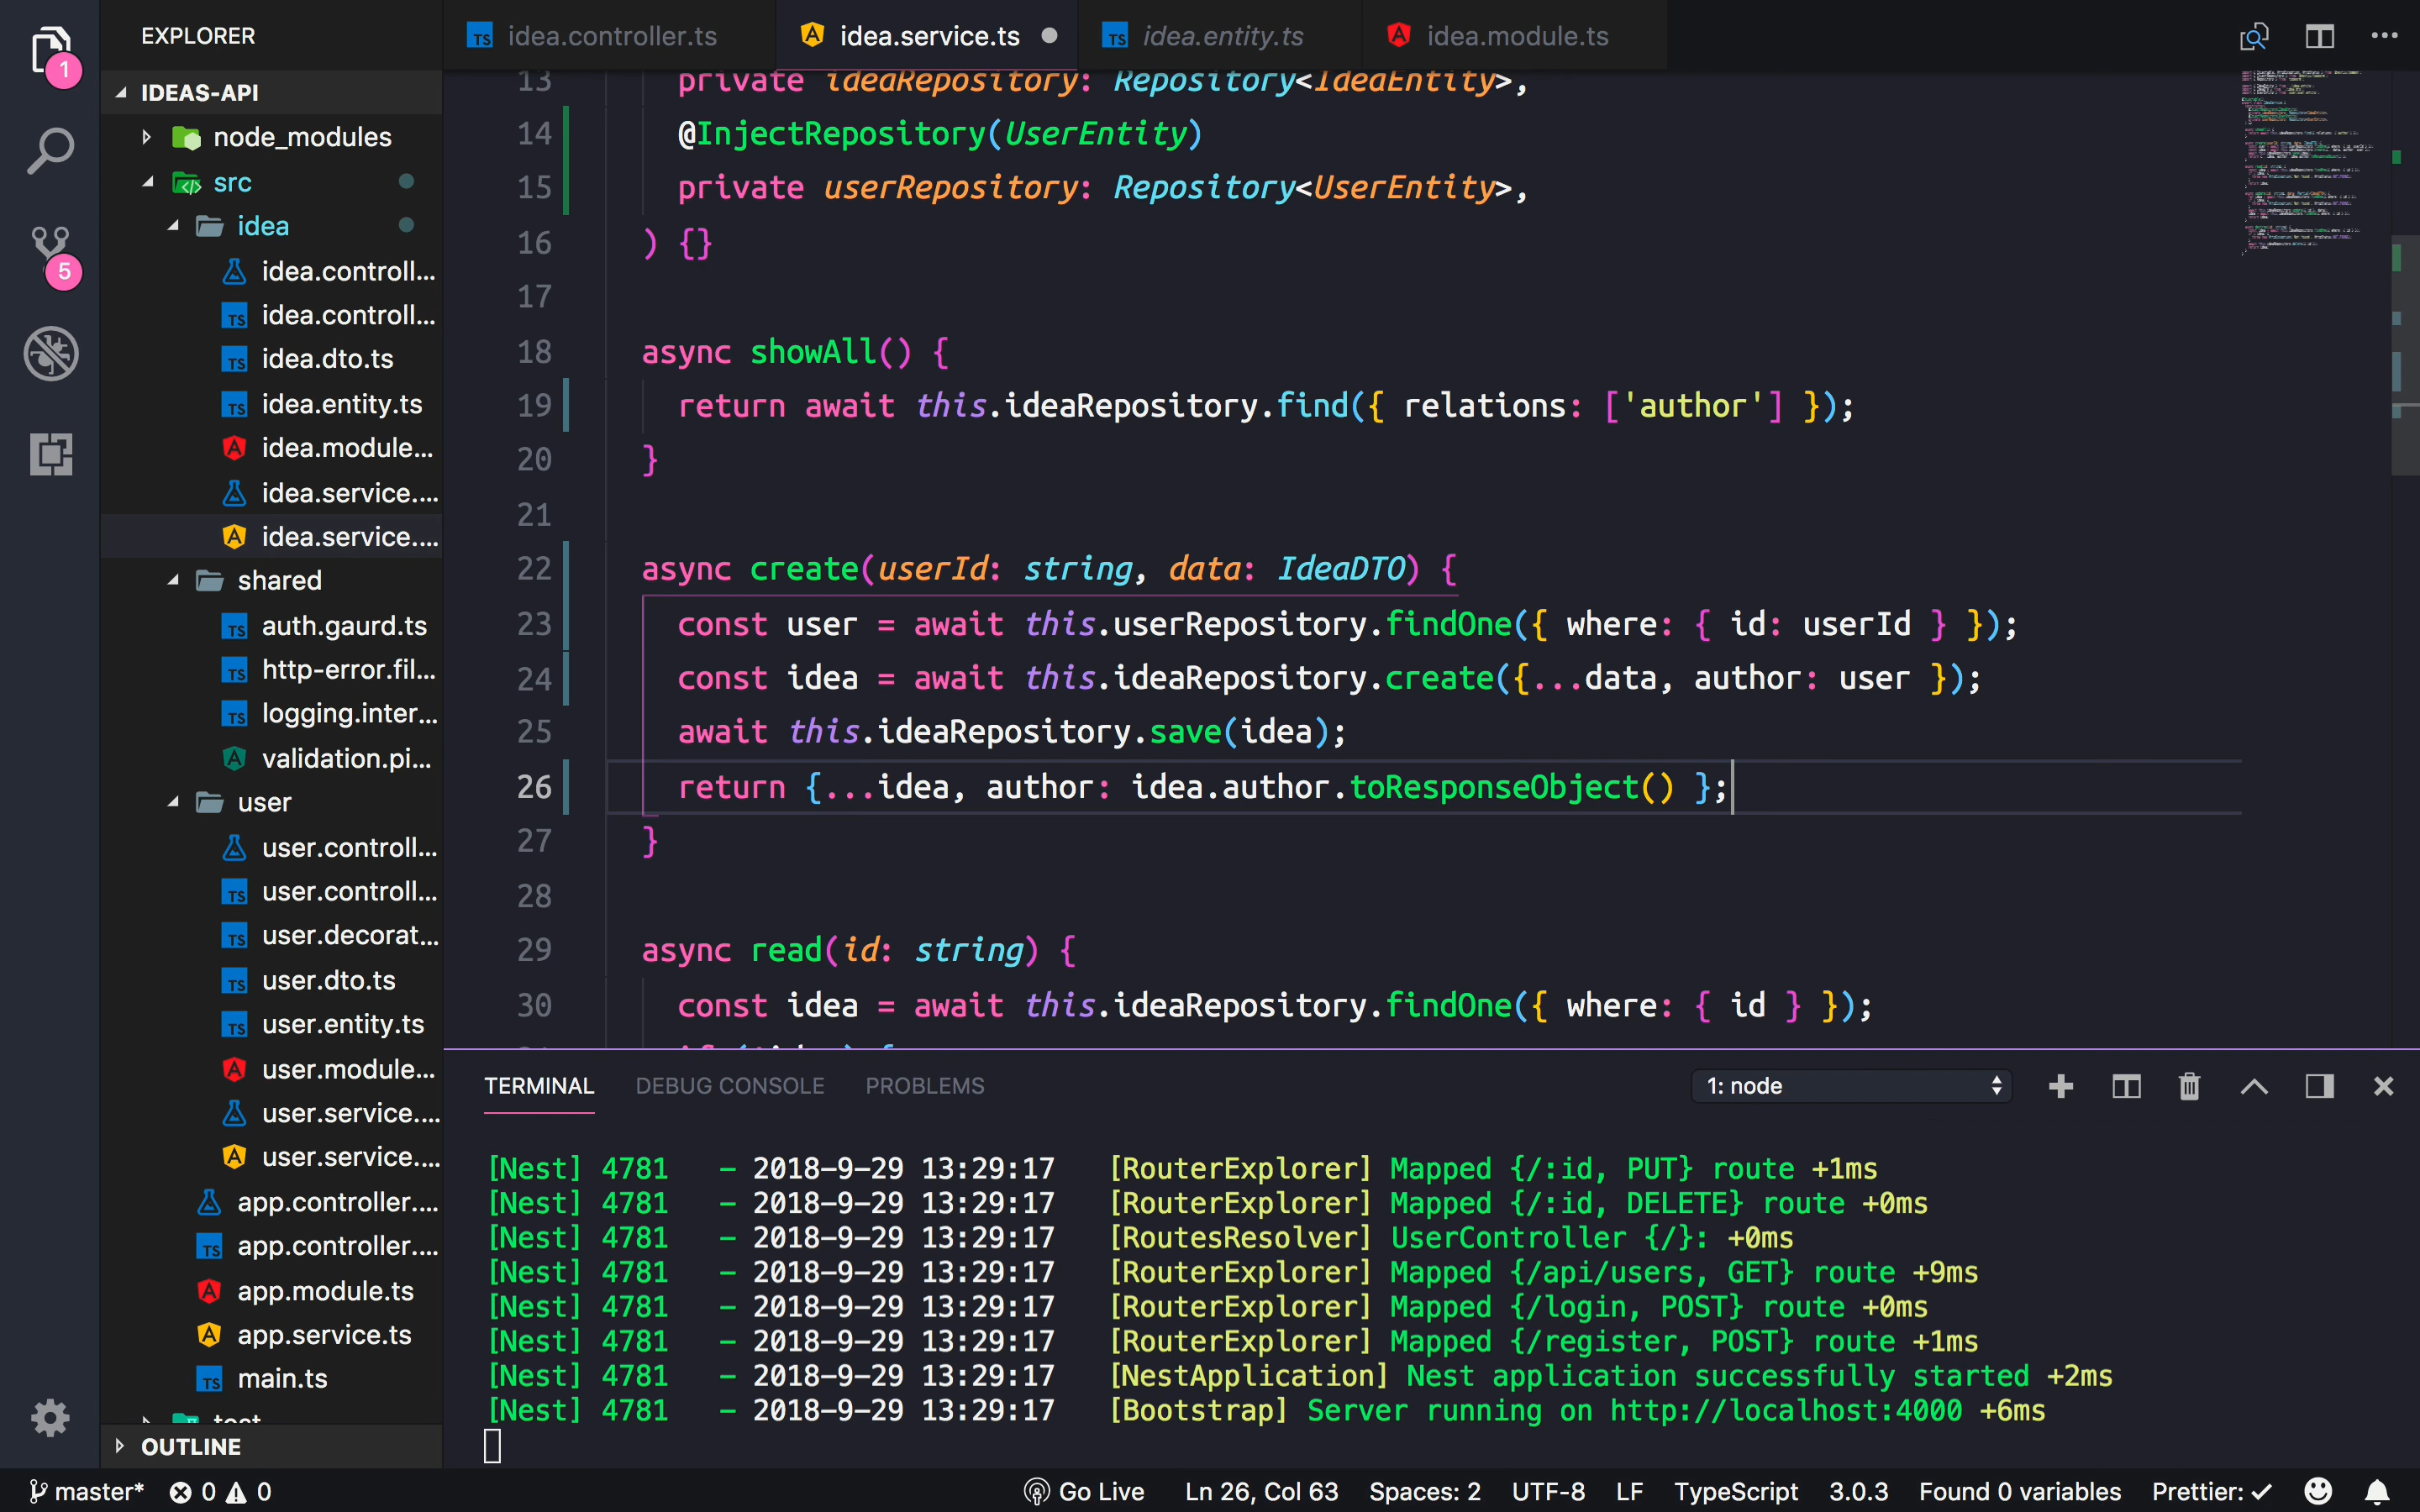 EXPLORER
IDEAS-API
node_modules
src
idea
idea.controll...
idea.controll...
idea.dto.ts
idea.entity.ts
idea.module...
idea.service....
idea.service....
shared
auth.gaurd.ts
http-error.fil...
logging.inter...
validation.pi...
user
user.controll...
user.controll...
user.decorat...
user.dto.ts
user.entity.ts
user.module...
user.service....
user.service....
app.controller....
app.controller....
app.module.ts
app.service.ts
main.ts
test
OUTLINE
1
5
idea.controller.ts
idea.service.ts
idea.entity.ts
idea.module.ts
13 private ideaRepository: Repository<IdeaEntity>,
14 @InjectRepository(UserEntity)
15 private userRepository: Repository<UserEntity>,
16 ) {}
17
18 async showAll() {
19 return await this.ideaRepository.find({ relations: ['author'] });
20 }
21
22 async create(userId: string, data: IdeaDTO) {
23 const user = await this.userRepository.findOne({ where: { id: userId } });
24 const idea = await this.ideaRepository.create({...data, author: user });
25 await this.ideaRepository.save(idea);
26 return {...idea, author: idea.author.toResponseObject() };
27 }
28
29 async read(id: string) {
30 const idea = await this.ideaRepository.findOne({ where: { id } });
TERMINAL DEBUG CONSOLE PROBLEMS 1: node
[Nest] 4781 - 2018-9-29 13:29:17 [RouterExplorer] Mapped {/:id, PUT} route +1ms
[Nest] 4781 - 2018-9-29 13:29:17 [RouterExplorer] Mapped {/:id, DELETE} route +0ms
[Nest] 4781 - 2018-9-29 13:29:17 [RoutesResolver] UserController {/}: +0ms
[Nest] 4781 - 2018-9-29 13:29:17 [RouterExplorer] Mapped {/api/users, GET} route +9ms
[Nest] 4781 - 2018-9-29 13:29:17 [RouterExplorer] Mapped {/login, POST} route +0ms
[Nest] 4781 - 2018-9-29 13:29:17 [RouterExplorer] Mapped {/register, POST} route +1ms
[Nest] 4781 - 2018-9-29 13:29:17 [NestApplication] Nest application successfully started +2ms
[Nest] 4781 - 2018-9-29 13:29:17 [Bootstrap] Server running on http://localhost:4000 +6ms
master* 0 0 Go Live Ln 26, Col 63 Spaces: 2 UTF-8 LF TypeScript 3.0.3 Found 0 variables Prettier: ✓